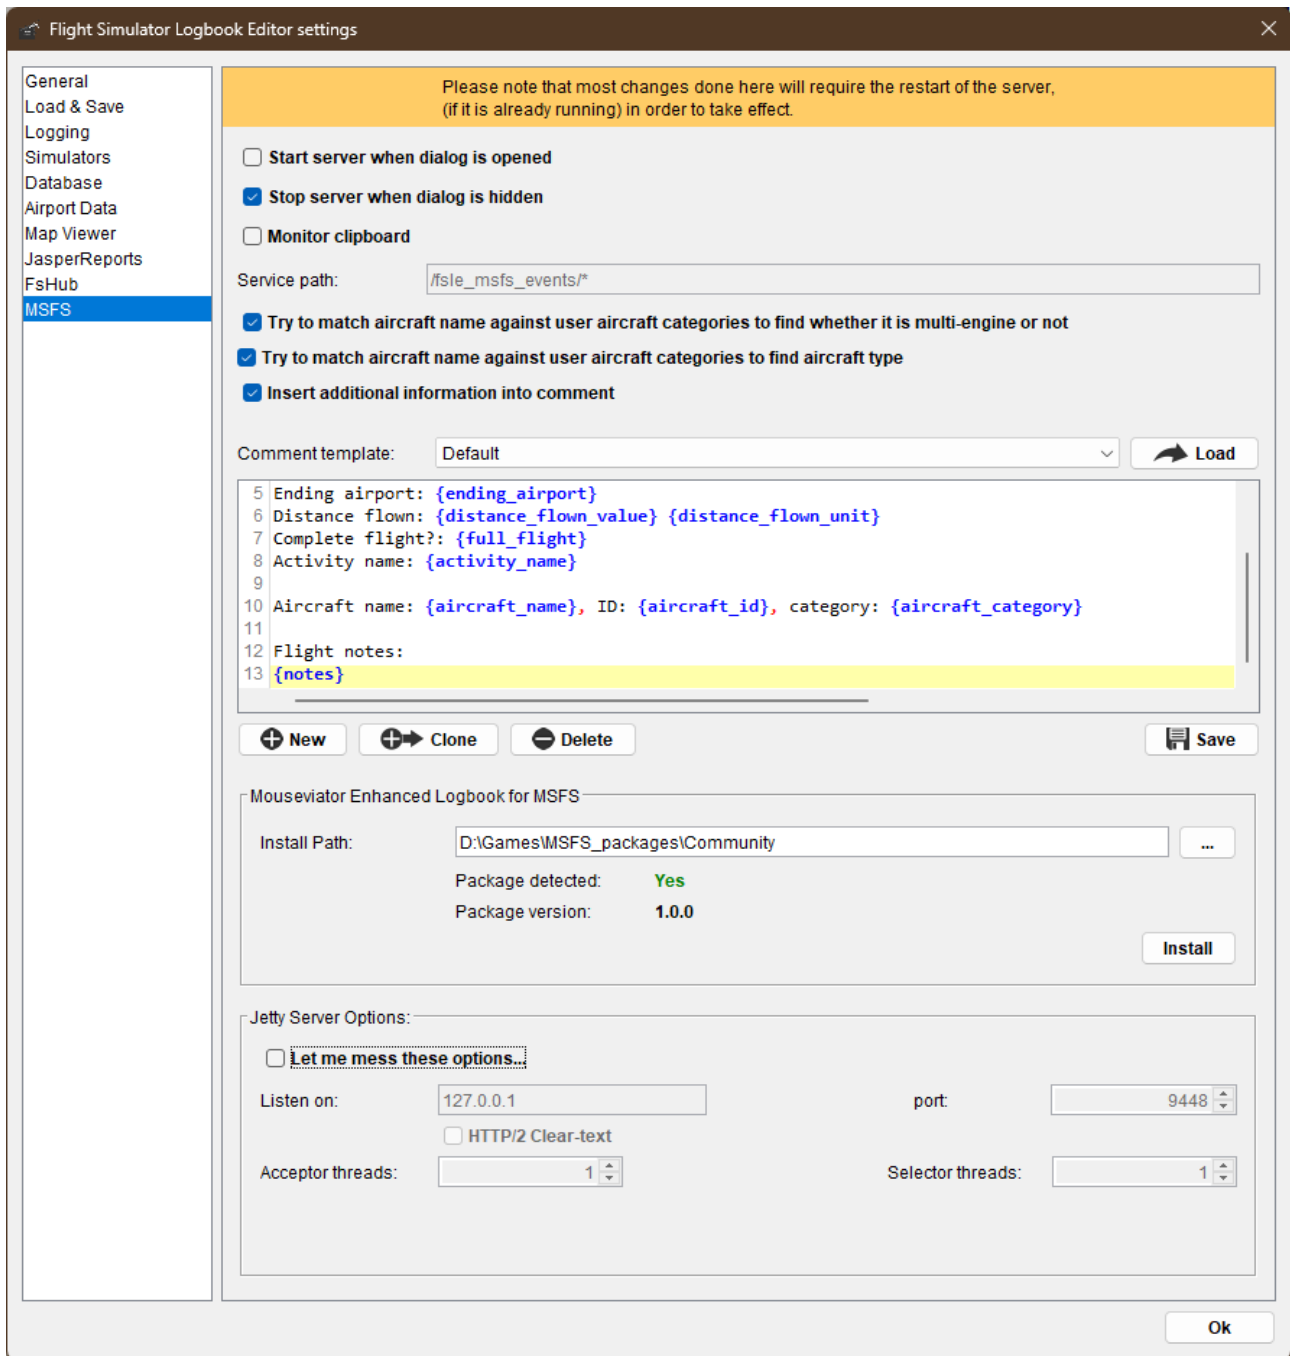 Flight Simulator Logbook Editor settings
General
Load & Save
Logging
Simulators
Database
Airport Data
Map Viewer
JasperReports
FsHub
MSFS
Please note that most changes done here will require the restart of the server,
(if it is already running) in order to take effect.
Start server when dialog is opened
Stop server when dialog is hidden
Monitor clipboard
Service path: /fsle_msfs_events/*
Try to match aircraft name against user aircraft categories to find whether it is multi-engine or not
Try to match aircraft name against user aircraft categories to find aircraft type
Insert additional information into comment
Comment template: Default Load
5 Ending airport: {ending_airport}
6 Distance flown: {distance_flown_value} {distance_flown_unit}
7 Complete flight?: {full_flight}
8 Activity name: {activity_name}
9
10 Aircraft name: {aircraft_name}, ID: {aircraft_id}, category: {aircraft_category}
11
12 Flight notes:
13 {notes}
New Clone Delete Save
Mouseviator Enhanced Logbook for MSFS
Install Path: D:\Games\MSFS_packages\Community ...
Package detected: Yes
Package version: 1.0.0
Install
Jetty Server Options:
Let me mess these options...
Listen on: 127.0.0.1 port: 9448
HTTP/2 Clear-text
Acceptor threads: 1 Selector threads: 1
Ok